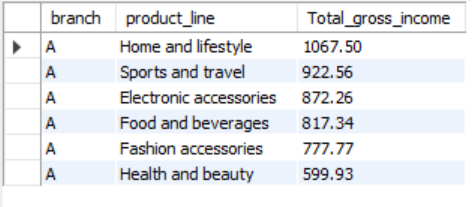 branch product_line Total_gross_income
A Home and lifestyle 1067.50
A Sports and travel 922.56
A Electronic accessories 872.26
A Food and beverages 817.34
A Fashion accessories 777.77
A Health and beauty 599.93